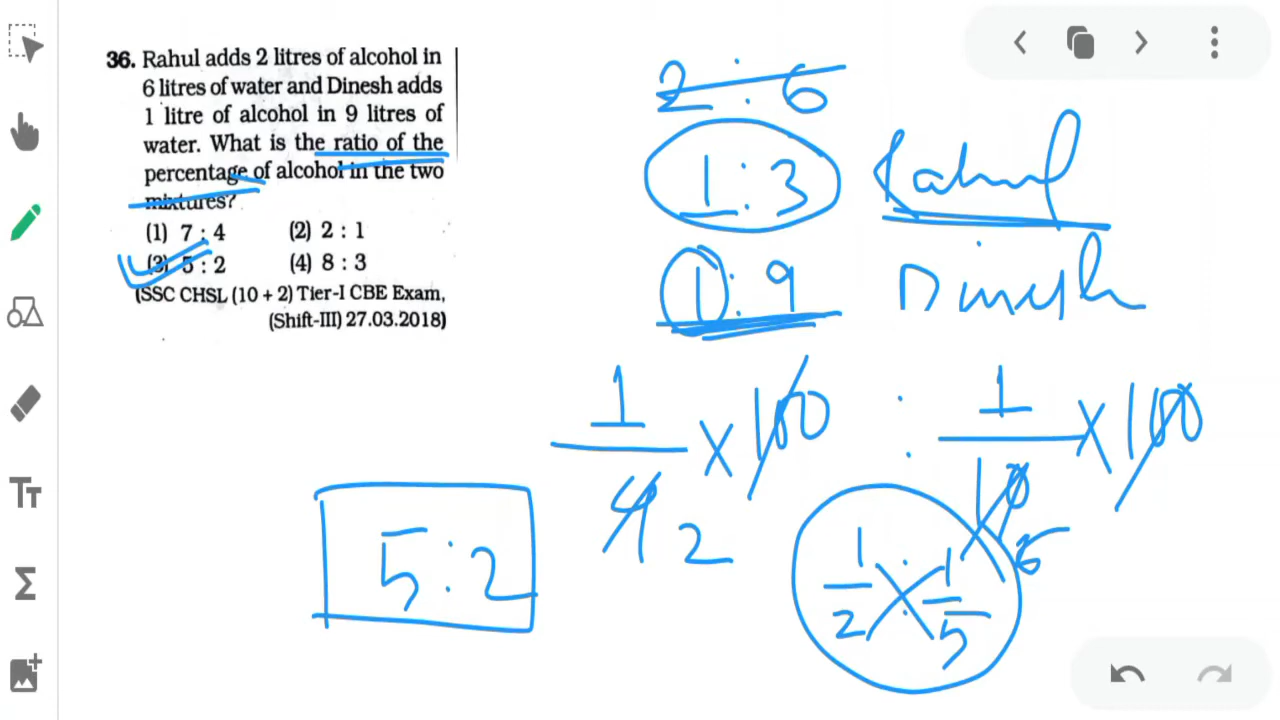 36. Rahul adds 2 litres of alcohol in
6 litres of water and Dinesh adds
1 litre of alcohol in 9 litres of
water. What is the ratio of the
percentage of alcohol in the two
mixtures?
(1) 7 : 4 (2) 2 : 1
(3) 5 : 2 (4) 8 : 3
(SSC CHSL (10 + 2) Tier-I CBE Exam,
(Shift-III) 27.03.2018)
2 : 6
1 : 3 Rahul
1 : 9 Dinesh
1 1
× 100 : × 100
4 2 10 5
1 : 1
2 : 5
5 : 2
Tт
Σ